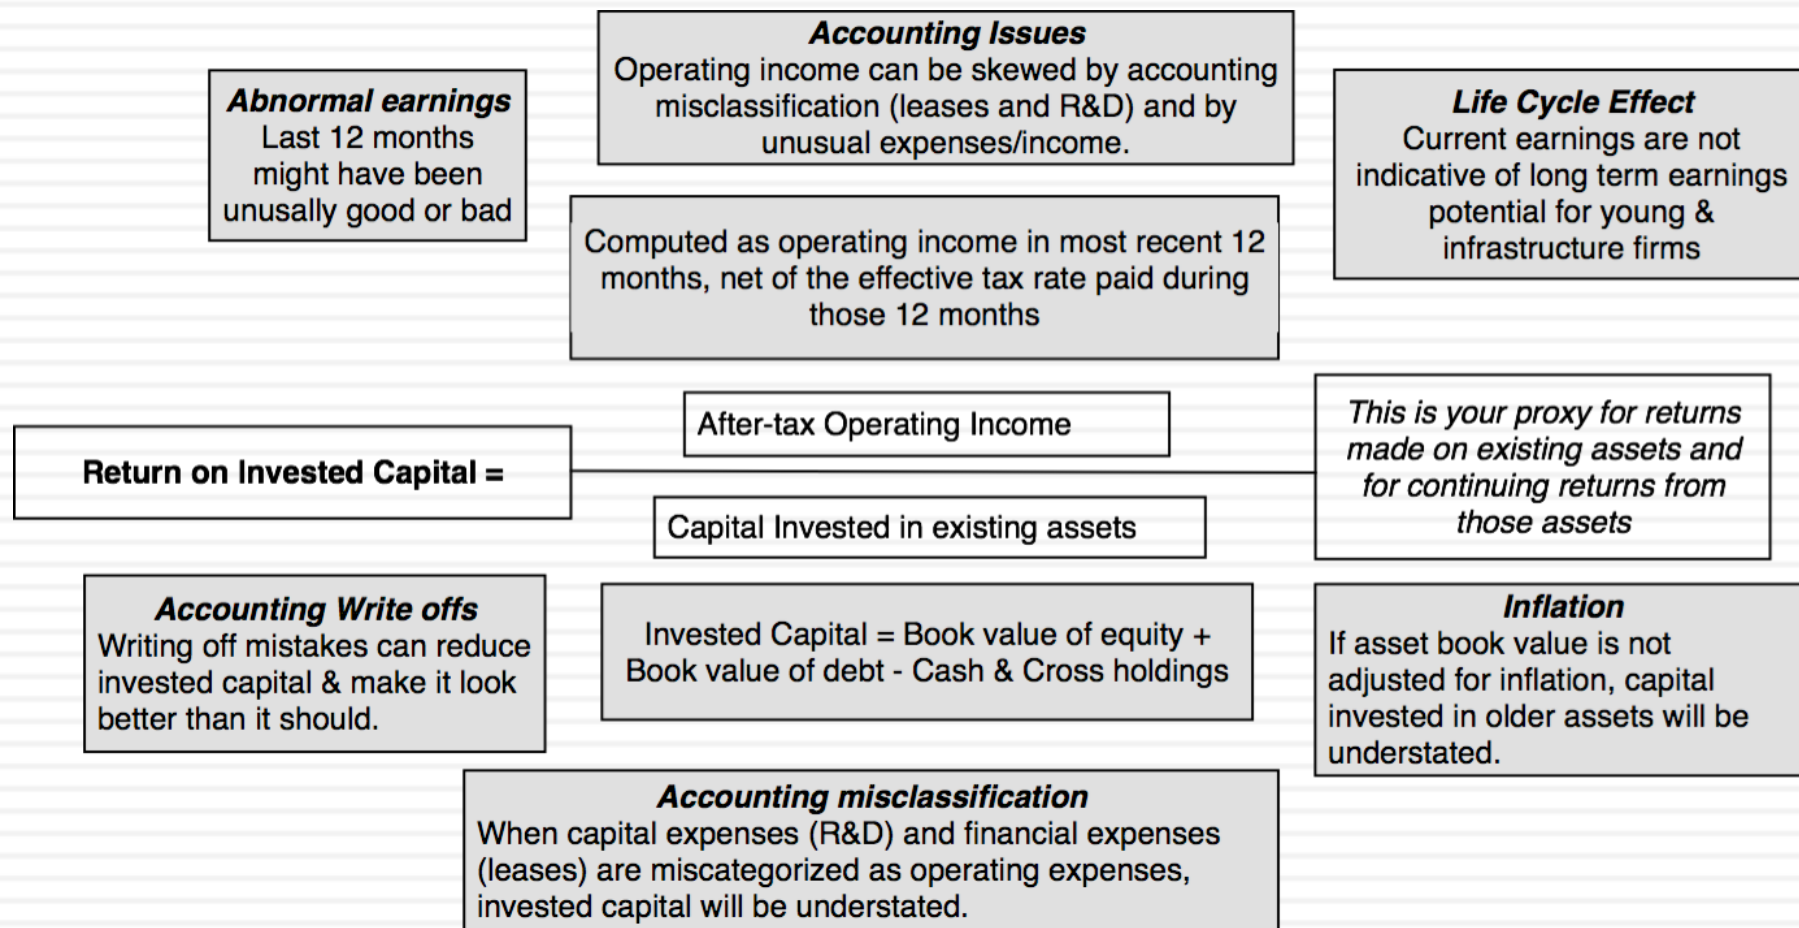 Accounting Issues
Operating income can be skewed by accounting
misclassification (leases and R&D) and by
unusual expenses/income.
Abnormal earnings
Last 12 months
might have been
unusally good or bad
Life Cycle Effect
Current earnings are not
indicative of long term earnings
potential for young &
infrastructure firms
Computed as operating income in most recent 12
months, net of the effective tax rate paid during
those 12 months
After-tax Operating Income
Return on Invested Capital =
Capital Invested in existing assets
This is your proxy for returns
made on existing assets and
for continuing returns from
those assets
Accounting Write offs
Writing off mistakes can reduce
invested capital & make it look
better than it should.
Invested Capital = Book value of equity +
Book value of debt - Cash & Cross holdings
Inflation
If asset book value is not
adjusted for inflation, capital
invested in older assets will be
understated.
Accounting misclassification
When capital expenses (R&D) and financial expenses
(leases) are miscategorized as operating expenses,
invested capital will be understated.